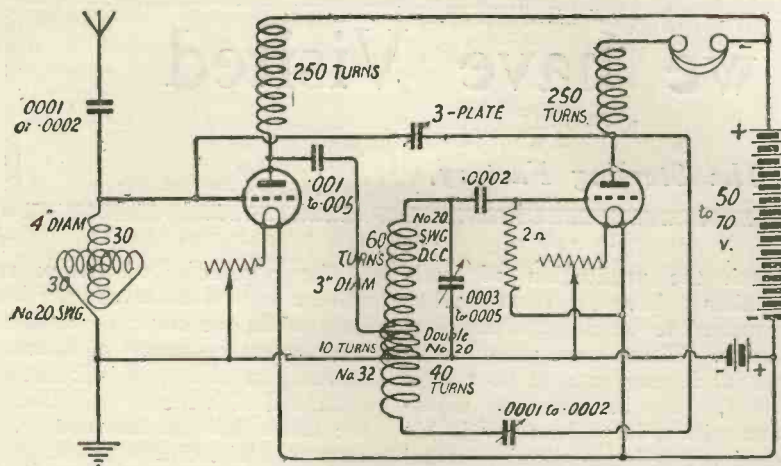 250 TURNS
250
TURNS
-
.0001
or .0002
3-PLATE
+
.001
to .005
.0002
4" DIAM
30
30
No 20 SWG.
60
TURNS
3" DIAM
No 20.
SWG
D.C.C.
2 Ω
.0003
to .0005
50
to
70
v.
-
10 TURNS
Double
No 20
No 32
40
TURNS
- +
.0001 to .0002